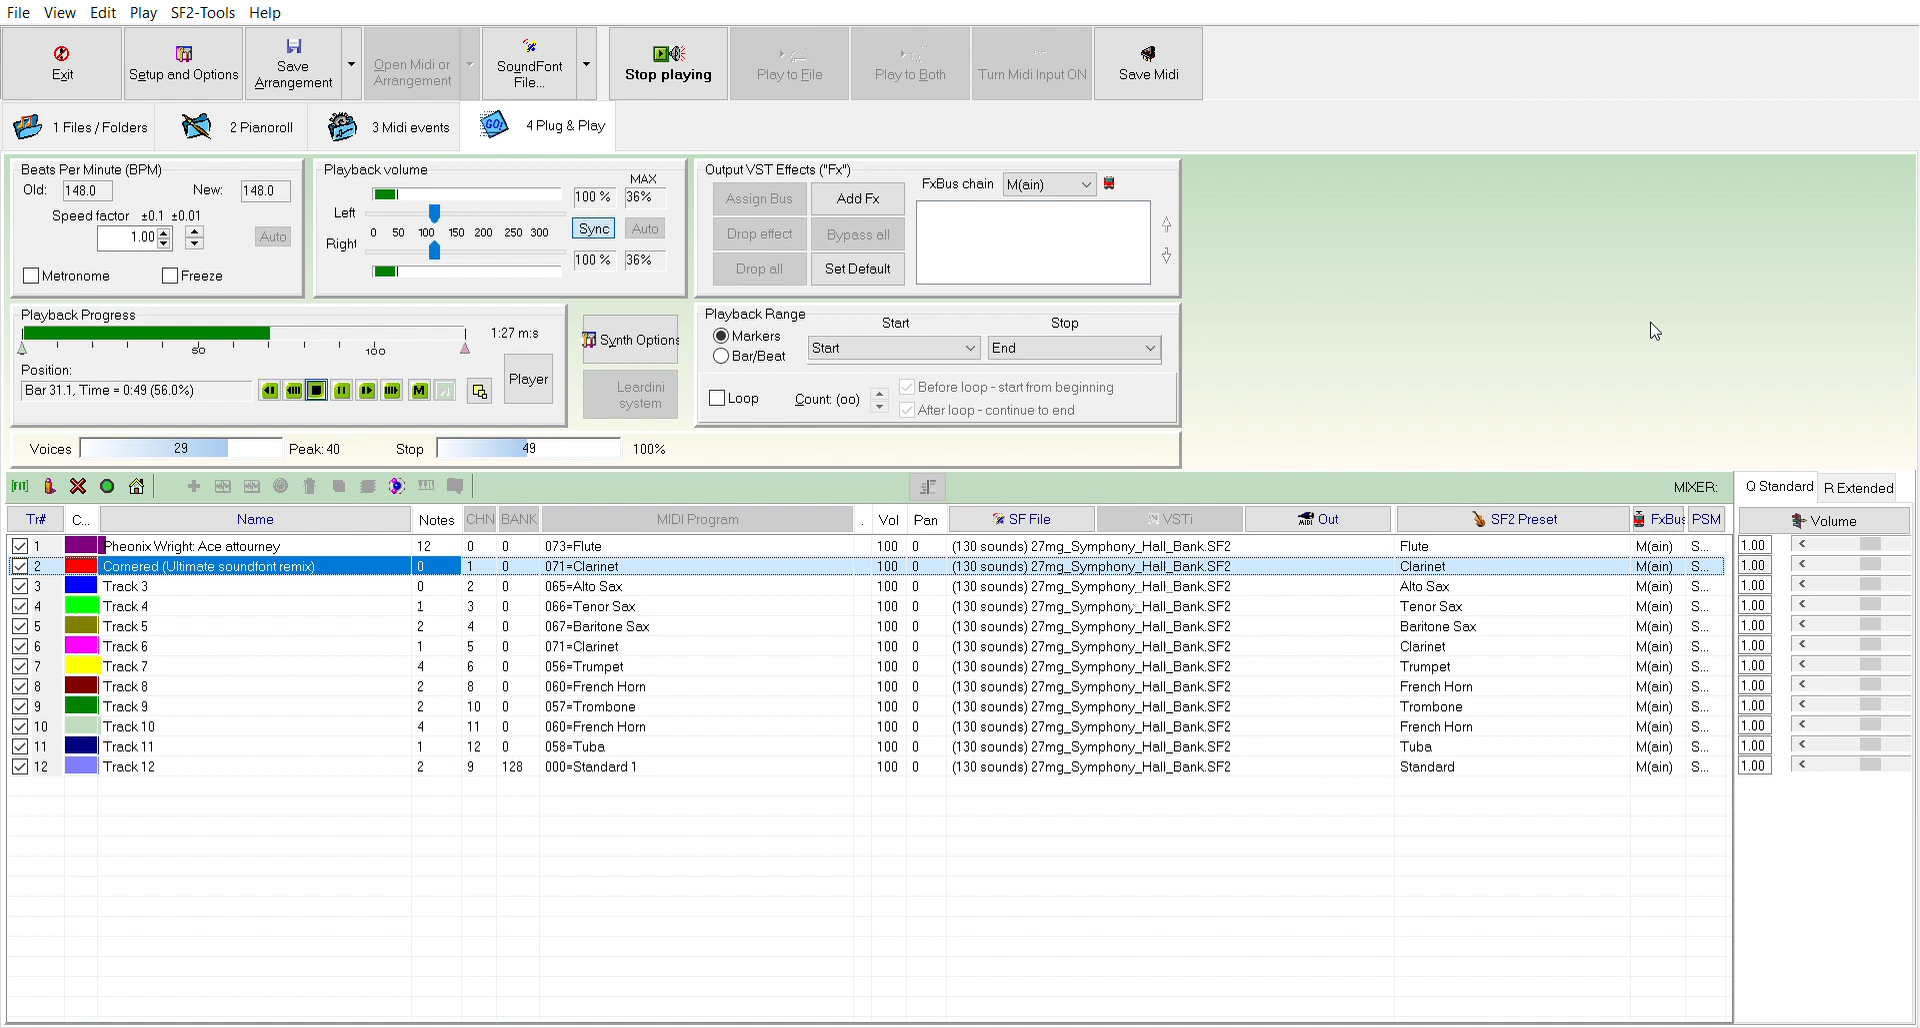 File View Edit Play SF2-Tools Help
Exit
Setup and Options
Save Arrangement
Open Midi or Arrangement
SoundFont File...
Stop playing
Play to File
Play to Both
Turn Midi Input ON
Save Midi
1 Files / Folders
2 Pianoroll
3 Midi events
GO!
4 Plug & Play
Beats Per Minute (BPM)
Old: 148.0 New: 148.0
Speed factor ±0.1 ±0.01
1.00 Auto
Metronome Freeze
Playback volume
MAX
100 % 36%
Left
0 50 100 150 200 250 300 Sync Auto
Right
100 % 36%
Output VST Effects ("Fx")
Assign Bus Add Fx
Drop effect Bypass all
Drop all Set Default
FxBus chain M(ain)
Playback Progress
1:27 m:s
50 100
Position:
Bar 31.1, Time = 0:49 (56.0%)
M
Player
Synth Options
Leardini system
Playback Range
Start Stop
Markers
Bar/Beat
Start End
Loop Count: (oo)
Before loop - start from beginning
After loop - continue to end
Voices 29 Peak: 40 Stop 49 100%
MIXER: Q Standard R Extended
Tr# C... Name Notes CHN BANK MIDI Program . Vol Pan SF File VSTi MIDI Out SF2 Preset FxBus PSM Volume
1 Pheonix Wright: Ace attourney 12 0 0 073=Flute 100 0 (130 sounds) 27mg_Symphony_Hall_Bank.SF2 Flute M(ain) S... 1.00 <
2 Cornered (Ultimate soundfont remix) 0 1 0 071=Clarinet 100 0 (130 sounds) 27mg_Symphony_Hall_Bank.SF2 Clarinet M(ain) S... 1.00 <
3 Track 3 0 2 0 065=Alto Sax 100 0 (130 sounds) 27mg_Symphony_Hall_Bank.SF2 Alto Sax M(ain) S... 1.00 <
4 Track 4 1 3 0 066=Tenor Sax 100 0 (130 sounds) 27mg_Symphony_Hall_Bank.SF2 Tenor Sax M(ain) S... 1.00 <
5 Track 5 2 4 0 067=Baritone Sax 100 0 (130 sounds) 27mg_Symphony_Hall_Bank.SF2 Baritone Sax M(ain) S... 1.00 <
6 Track 6 1 5 0 071=Clarinet 100 0 (130 sounds) 27mg_Symphony_Hall_Bank.SF2 Clarinet M(ain) S... 1.00 <
7 Track 7 4 6 0 056=Trumpet 100 0 (130 sounds) 27mg_Symphony_Hall_Bank.SF2 Trumpet M(ain) S... 1.00 <
8 Track 8 2 8 0 060=French Horn 100 0 (130 sounds) 27mg_Symphony_Hall_Bank.SF2 French Horn M(ain) S... 1.00 <
9 Track 9 2 10 0 057=Trombone 100 0 (130 sounds) 27mg_Symphony_Hall_Bank.SF2 Trombone M(ain) S... 1.00 <
10 Track 10 4 11 0 060=French Horn 100 0 (130 sounds) 27mg_Symphony_Hall_Bank.SF2 French Horn M(ain) S... 1.00 <
11 Track 11 1 12 0 058=Tuba 100 0 (130 sounds) 27mg_Symphony_Hall_Bank.SF2 Tuba M(ain) S... 1.00 <
12 Track 12 2 9 128 000=Standard 1 100 0 (130 sounds) 27mg_Symphony_Hall_Bank.SF2 Standard M(ain) S... 1.00 <